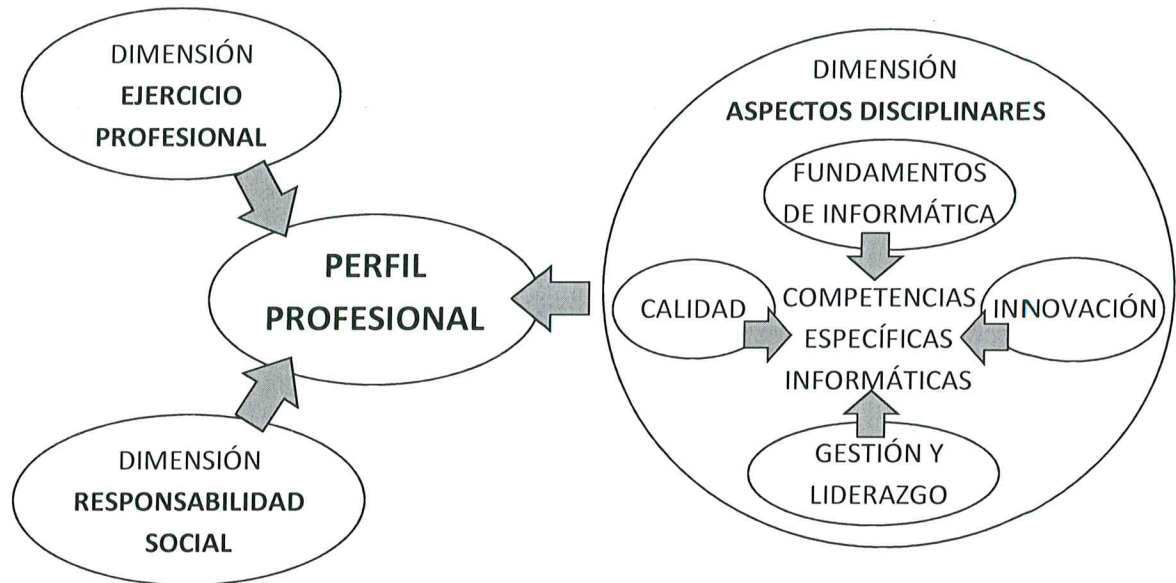 DIMENSIÓN
EJERCICIO
PROFESIONAL
PERFIL
PROFESIONAL
DIMENSIÓN
RESPONSABILIDAD
SOCIAL
DIMENSIÓN
ASPECTOS DISCIPLINARES
FUNDAMENTOS
DE INFORMÁTICA
CALIDAD
COMPETENCIAS
ESPECÍFICAS
INFORMÁTICAS
INNOVACIÓN
GESTIÓN Y
LIDERAZGO